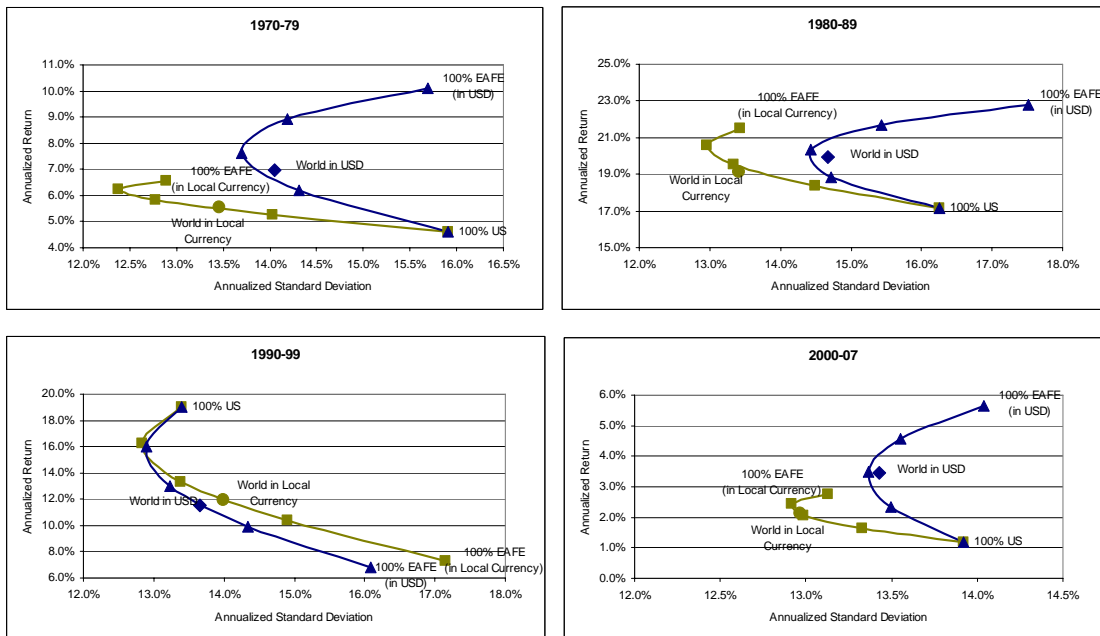 1970-79
Annualized Return
11.0%
10.0%
9.0%
8.0%
7.0%
6.0%
5.0%
4.0%
100% EAFE
(in USD)
World in USD
100% EAFE
(in Local Currency)
World in Local
Currency
100% US
12.0% 12.5% 13.0% 13.5% 14.0% 14.5% 15.0% 15.5% 16.0% 16.5%
Annualized Standard Deviation
1980-89
Annualized Return
25.0%
23.0%
21.0%
19.0%
17.0%
15.0%
100% EAFE
(in USD)
100% EAFE
(in Local Currency)
World in USD
World in Local
Currency
100% US
12.0% 13.0% 14.0% 15.0% 16.0% 17.0% 18.0%
Annualized Standard Deviation
1990-99
Annualized Return
20.0%
18.0%
16.0%
14.0%
12.0%
10.0%
8.0%
6.0%
100% US
World in Local
Currency
World in USD
100% EAFE
(in Local Currency)
100% EAFE
(in USD)
12.0% 13.0% 14.0% 15.0% 16.0% 17.0% 18.0%
Annualized Standard Deviation
2000-07
Annualized Return
6.0%
5.0%
4.0%
3.0%
2.0%
1.0%
0.0%
100% EAFE
(in USD)
World in USD
100% EAFE
(in Local Currency)
World in Local
Currency
100% US
12.0% 12.5% 13.0% 13.5% 14.0% 14.5%
Annualized Standard Deviation